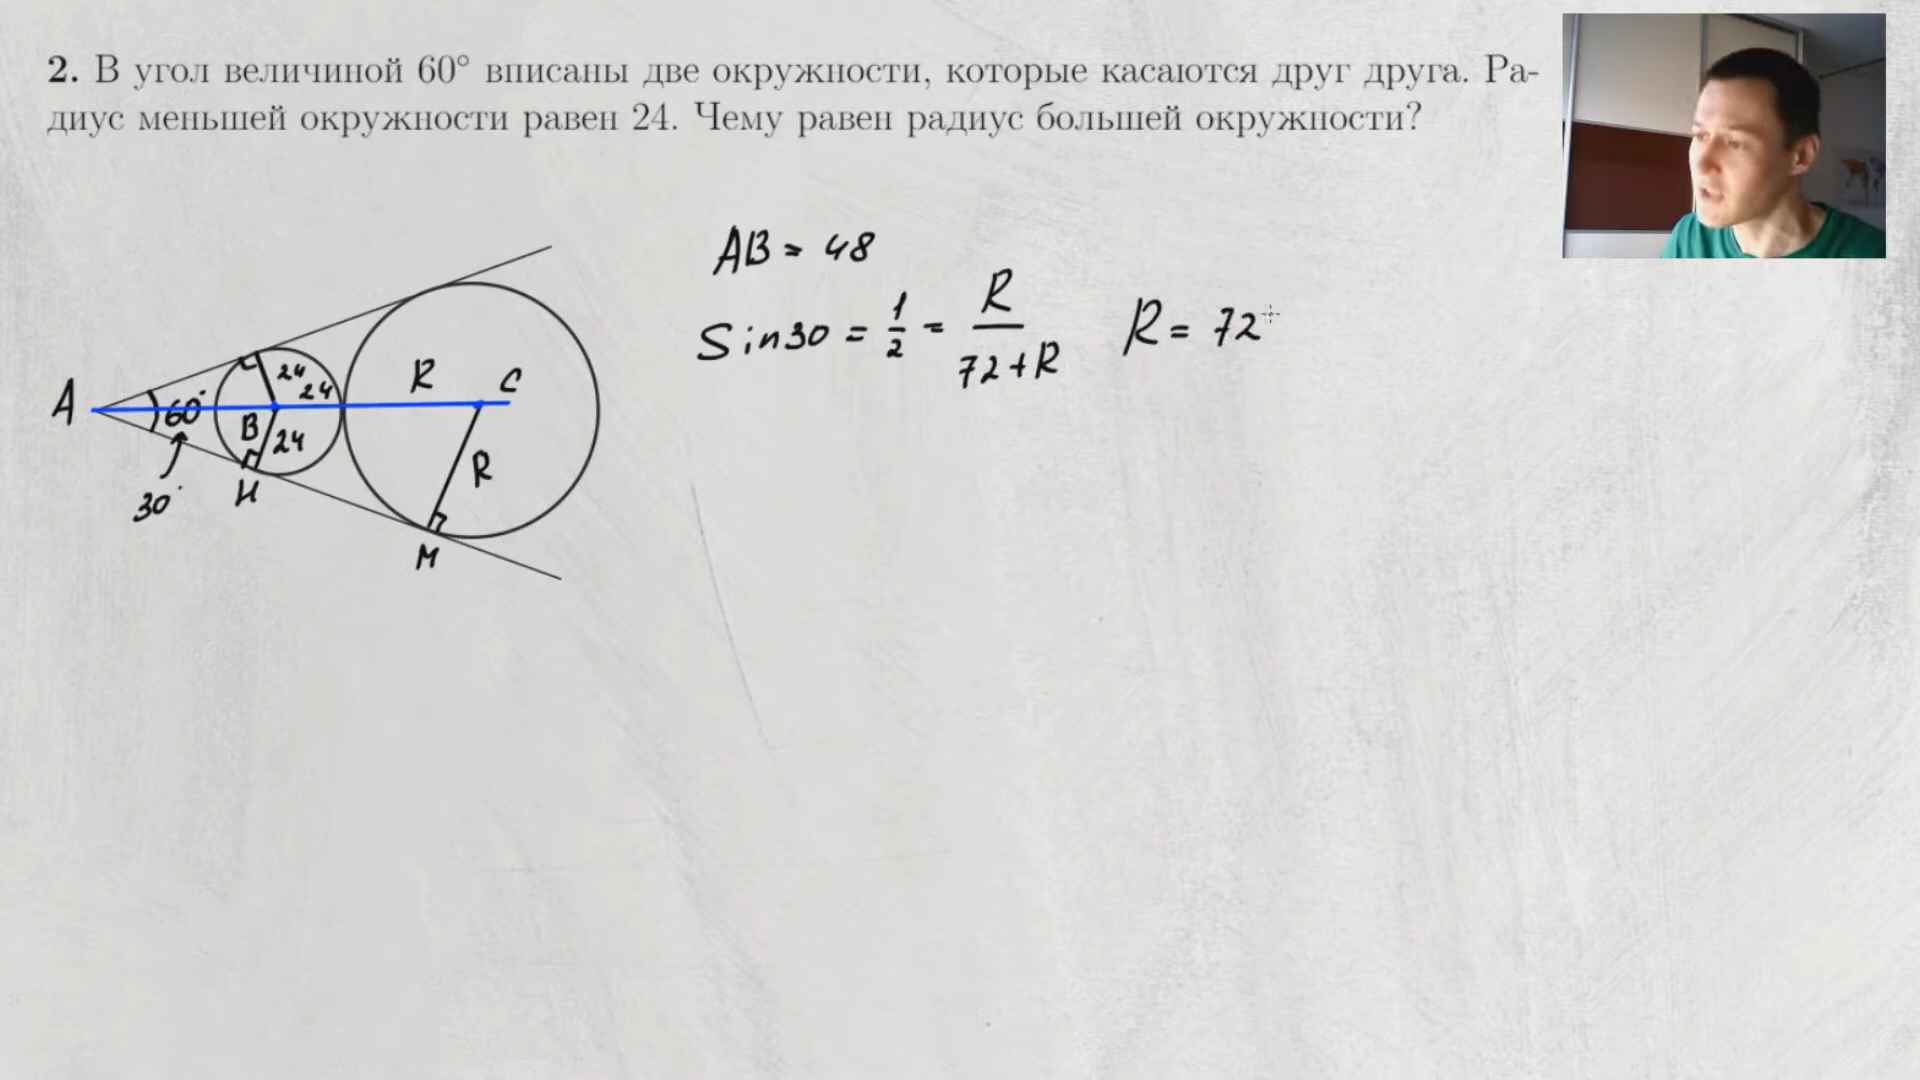 2. В угол величиной 60° вписаны две окружности, которые касаются друг друга. Ра-
диус меньшей окружности равен 24. Чему равен радиус большей окружности?
AB = 48
Sin30 = 1/2 = R/(72+R)
R = 72
A
60°
30°
24
24
B
24
H
R
C
R
M